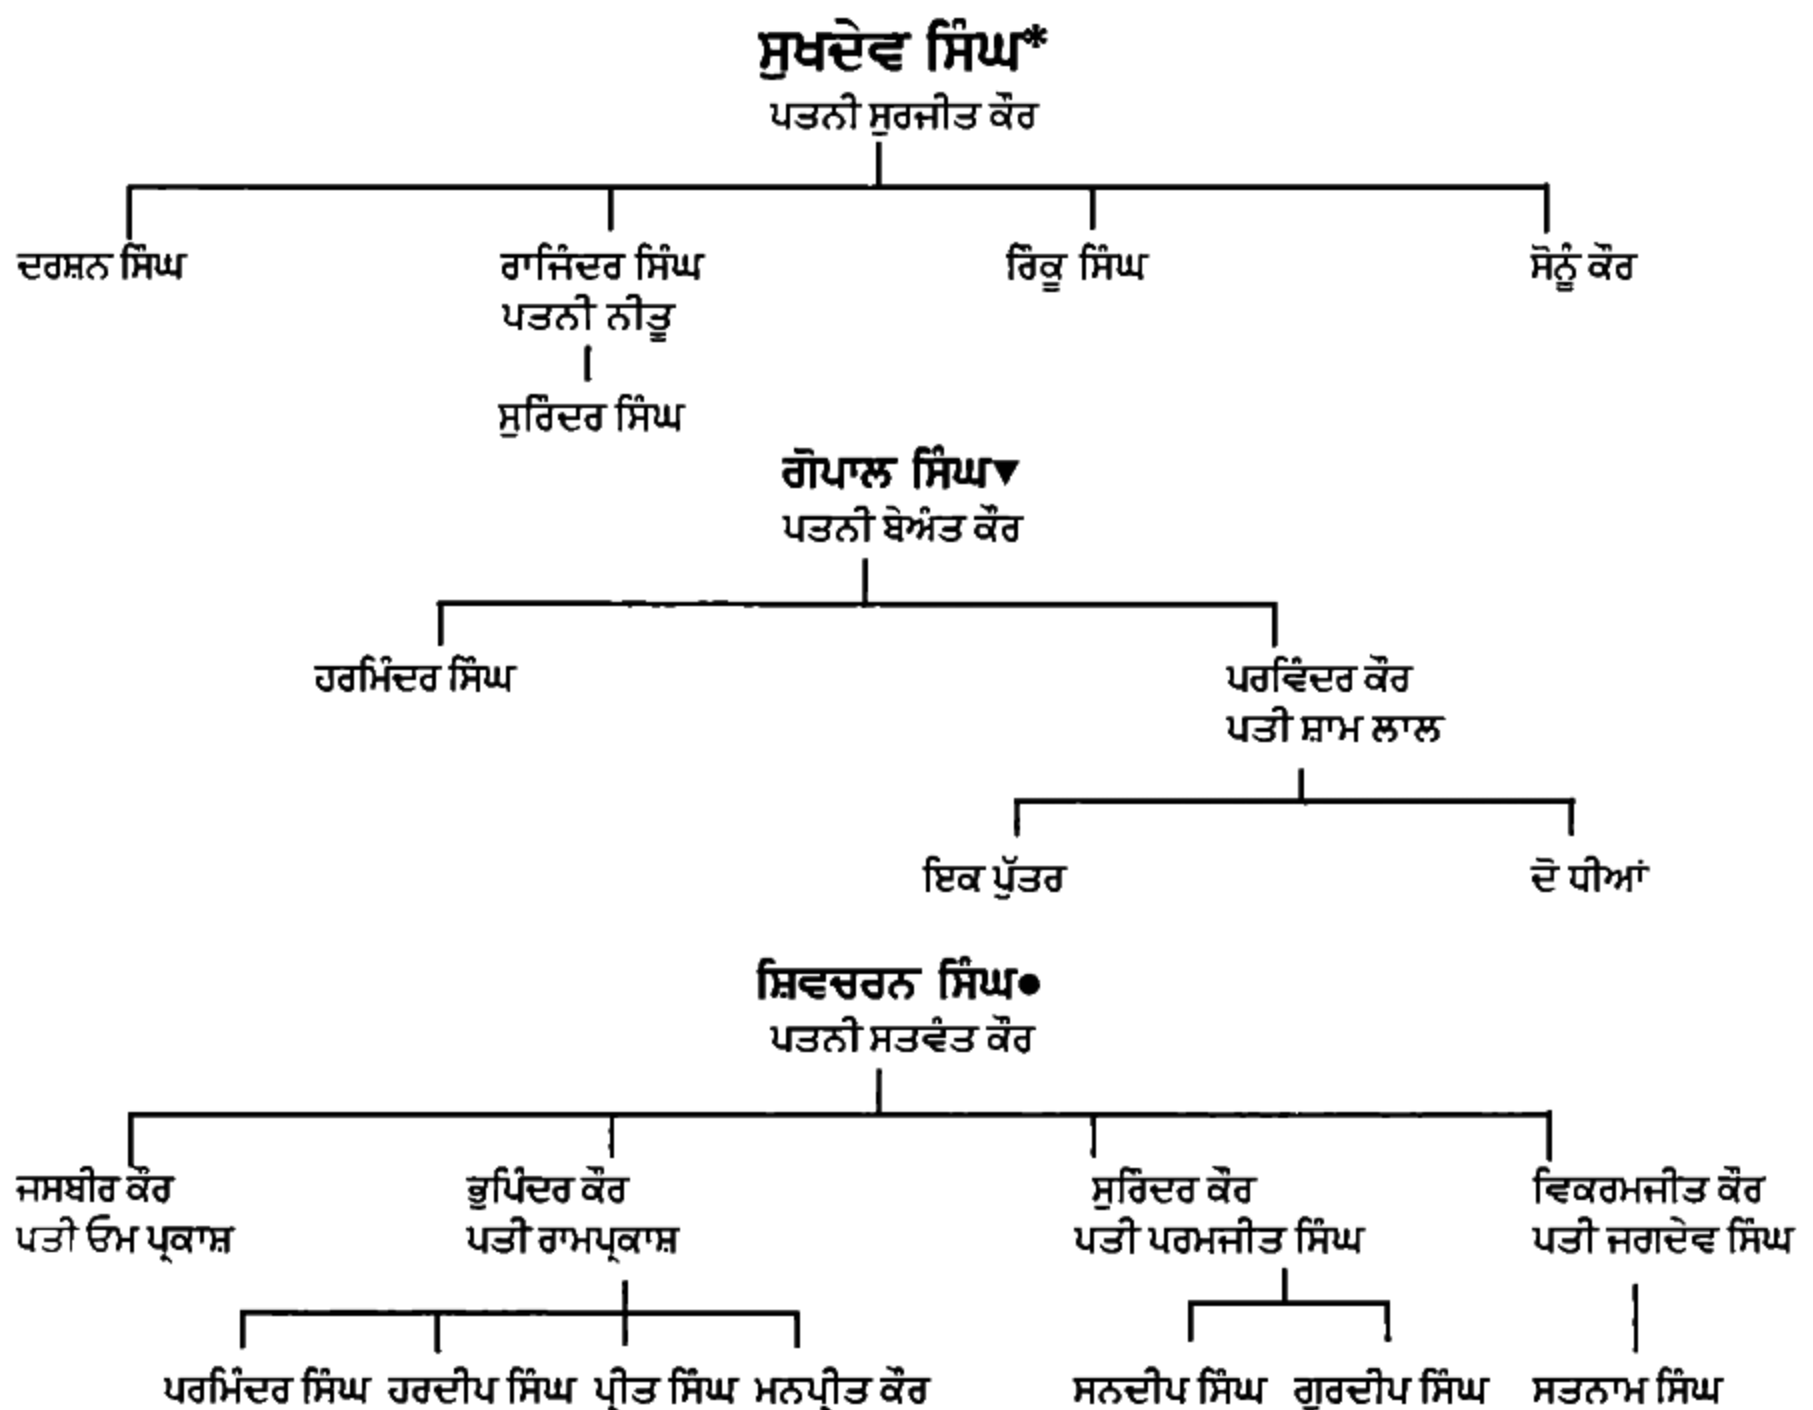 ਸੁਖਦੇਵ ਸਿੰਘ*
ਪਤਨੀ ਸੁਰਜੀਤ ਕੌਰ
ਦਰਸ਼ਨ ਸਿੰਘ ਰਾਜਿੰਦਰ ਸਿੰਘ ਰਿੰਕੂ ਸਿੰਘ ਸੋਨੂੰ ਕੌਰ
ਪਤਨੀ ਨੀਤੂ
ਸੁਰਿੰਦਰ ਸਿੰਘ
ਗੋਪਾਲ ਸਿੰਘ▼
ਪਤਨੀ ਬੇਅੰਤ ਕੌਰ
ਹਰਮਿੰਦਰ ਸਿੰਘ ਪਰਵਿੰਦਰ ਕੌਰ
ਪਤੀ ਸ਼ਾਮ ਲਾਲ
ਇਕ ਪੁੱਤਰ ਦੋ ਧੀਆਂ
ਸ਼ਿਵਚਰਨ ਸਿੰਘ●
ਪਤਨੀ ਸਤਵੰਤ ਕੌਰ
ਜਸਬੀਰ ਕੌਰ ਭੁਪਿੰਦਰ ਕੌਰ ਸੁਰਿੰਦਰ ਕੌਰ ਵਿਕਰਮਜੀਤ ਕੌਰ
ਪਤੀ ਓਮ ਪ੍ਰਕਾਸ਼ ਪਤੀ ਰਾਮਪ੍ਰਕਾਸ਼ ਪਤੀ ਪਰਮਜੀਤ ਸਿੰਘ ਪਤੀ ਜਗਦੇਵ ਸਿੰਘ
ਪਰਮਿੰਦਰ ਸਿੰਘ ਹਰਦੀਪ ਸਿੰਘ ਪ੍ਰੀਤ ਸਿੰਘ ਮਨਪ੍ਰੀਤ ਕੌਰ ਸਨਦੀਪ ਸਿੰਘ ਗੁਰਦੀਪ ਸਿੰਘ ਸਤਨਾਮ ਸਿੰਘ